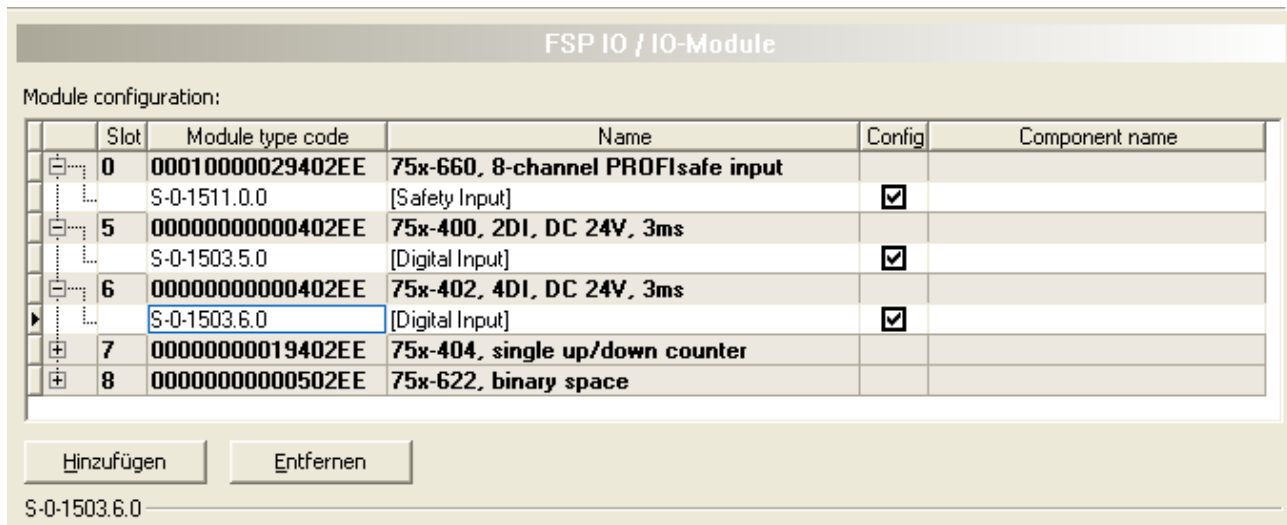 FSP IO / IO-Module
Module configuration:
Slot Module type code Name Config Component name
0 00010000029402EE 75x-660, 8-channel PROFIsafe input
S-0-1511.0.0 [Safety Input]
5 00000000000402EE 75x-400, 2DI, DC 24V, 3ms
S-0-1503.5.0 [Digital Input]
6 00000000000402EE 75x-402, 4DI, DC 24V, 3ms
S-0-1503.6.0 [Digital Input]
7 00000000019402EE 75x-404, single up/down counter
8 00000000000502EE 75x-622, binary space
Hinzufügen Entfernen
S-0-1503.6.0